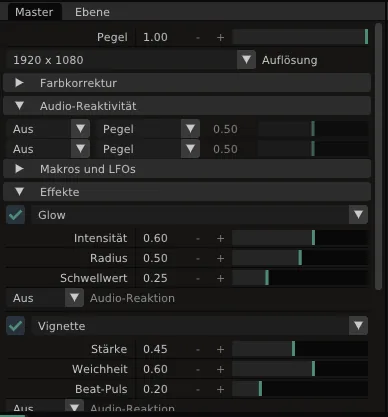 Master Ebene
Pegel 1.00 - +
1920 x 1080 Auflösung
Farbkorrektur
Audio-Reaktivität
Aus Pegel 0.50
Aus Pegel 0.50
Makros und LFOs
Effekte
Glow
Intensität 0.60 - +
Radius 0.50 - +
Schwellwert 0.25 - +
Aus Audio-Reaktion
Vignette
Stärke 0.45 - +
Weichheit 0.60 - +
Beat-Puls 0.20 - +
Aus Audio-Reaktion